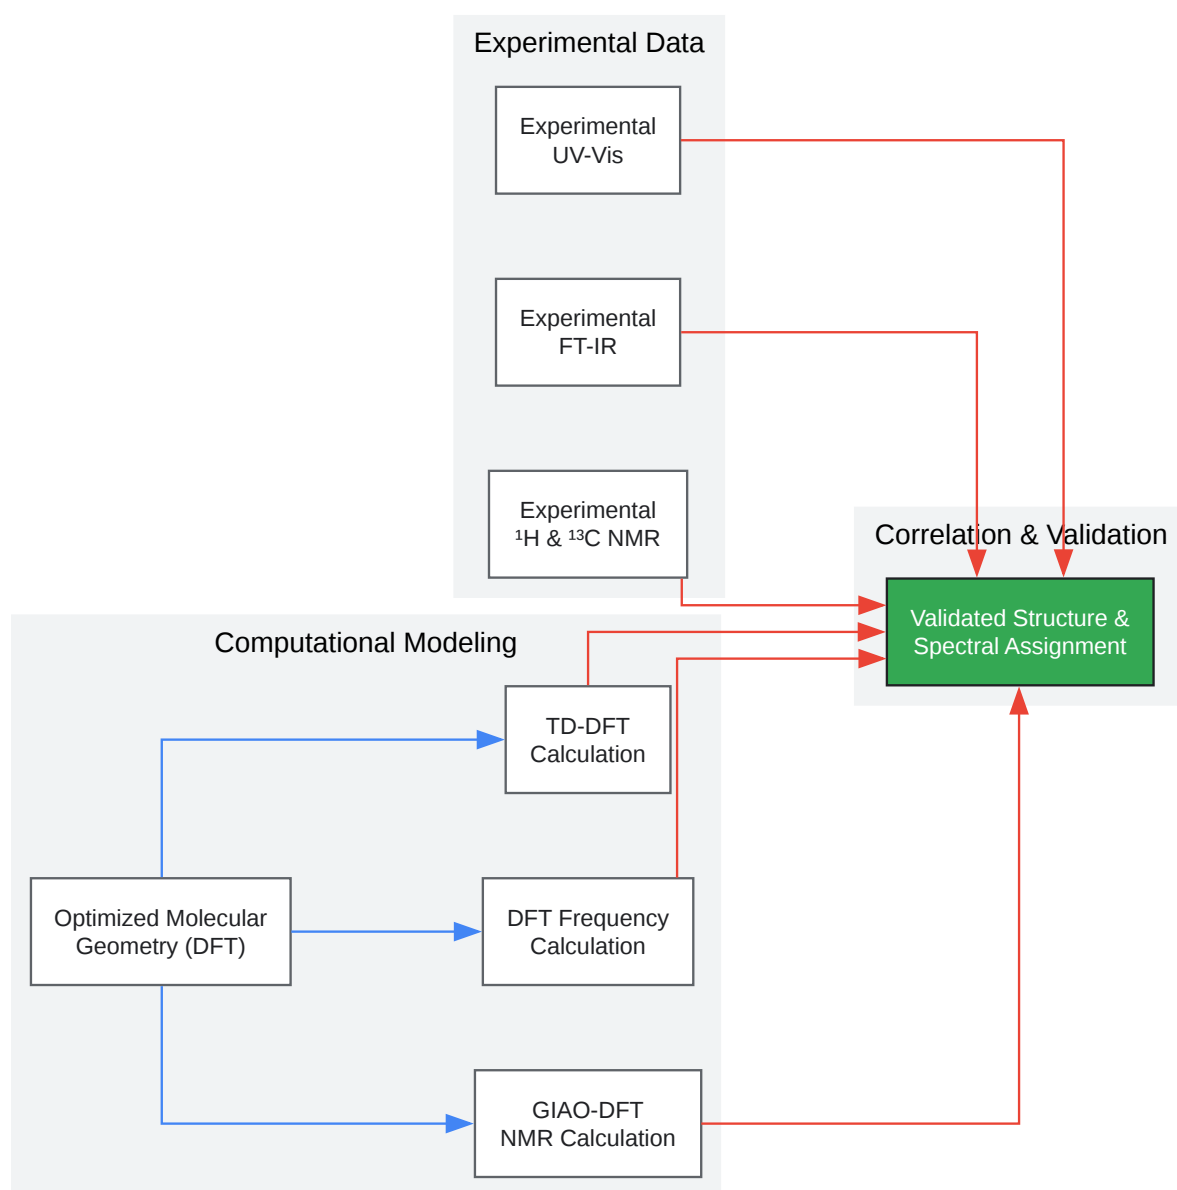 Experimental Data
Experimental
UV-Vis
Experimental
FT-IR
Experimental
¹H & ¹³C NMR
Correlation & Validation
Validated Structure &
Spectral Assignment
Computational Modeling
TD-DFT
Calculation
Optimized Molecular
Geometry (DFT)
DFT Frequency
Calculation
GIAO-DFT
NMR Calculation